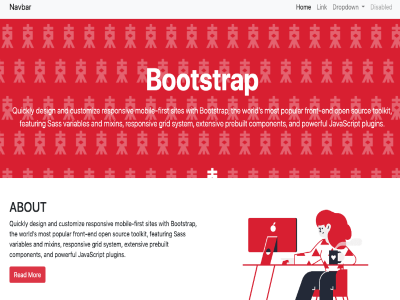 Navbar Home Link Dropdown Disabled
Bootstrap
Quickly design and customize responsive mobile-first sites with Bootstrap, the world's most popular front-end open source toolkit,
featuring Sass variables and mixins, responsive grid system, extensive prebuilt components, and powerful JavaScript plugins.
ABOUT
Quickly design and customize responsive mobile-first sites with Bootstrap,
the world's most popular front-end open source toolkit, featuring Sass
variables and mixins, responsive grid system, extensive prebuilt
components, and powerful JavaScript plugins.
Read More